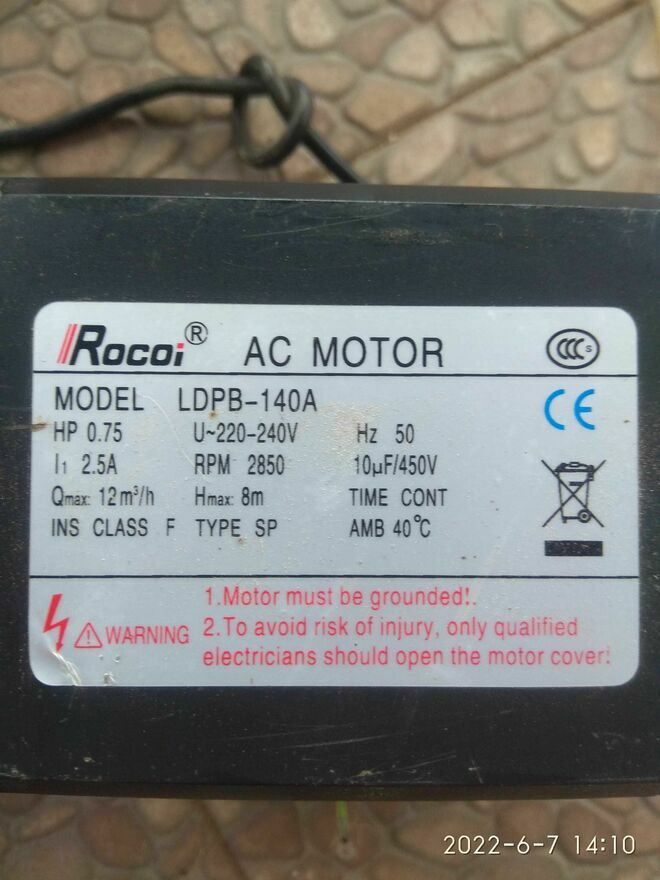 Rocoi® AC MOTOR
CCC S
MODEL LDPB-140A
CE
HP 0.75 U~220-240V Hz 50
I₁ 2.5A RPM 2850 10μF/450V
Qmax: 12m³/h Hmax: 8m TIME CONT
INS CLASS F TYPE SP AMB 40℃
WARNING
1.Motor must be grounded!.
2.To avoid risk of injury, only qualified
electricians should open the motor cover!
2022-6-7 14:10